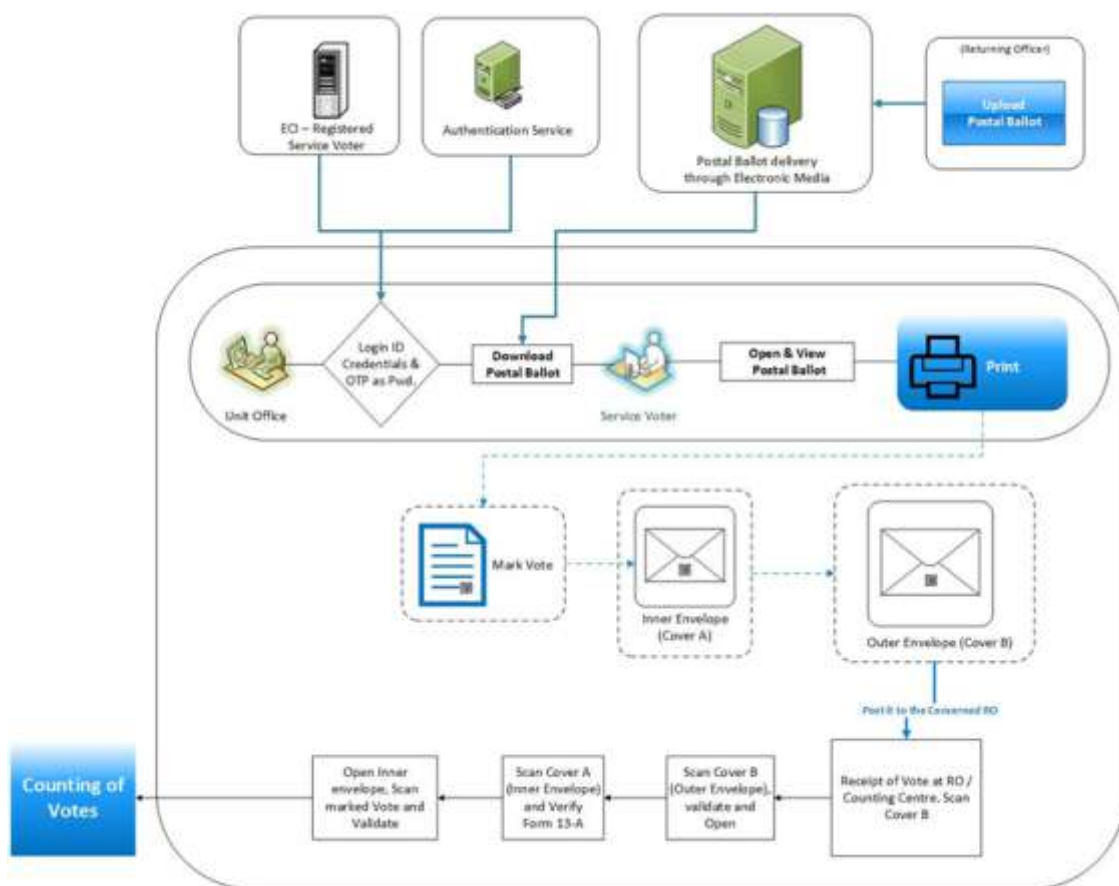 ECI – Registered
Service Voter
Authentication Service
Postal Ballot delivery
through Electronic Media
(Returning Officer)
Upload
Postal Ballot
Unit Office
Login ID
Credentials &
OTP as Pwd.
Download
Postal Ballot
Service Voter
Open & View
Postal Ballot
Print
Mark Vote
Inner Envelope
(Cover A)
Outer Envelope (Cover B)
Post it to the Concerned RO
Receipt of Vote at RO /
Counting Centre. Scan
Cover B
Scan Cover B
(Outer Envelope),
validate and
Open
Scan Cover A
(Inner Envelope)
and Verify
Form 13-A
Open Inner
envelope, Scan
marked Vote and
Validate
Counting of
Votes